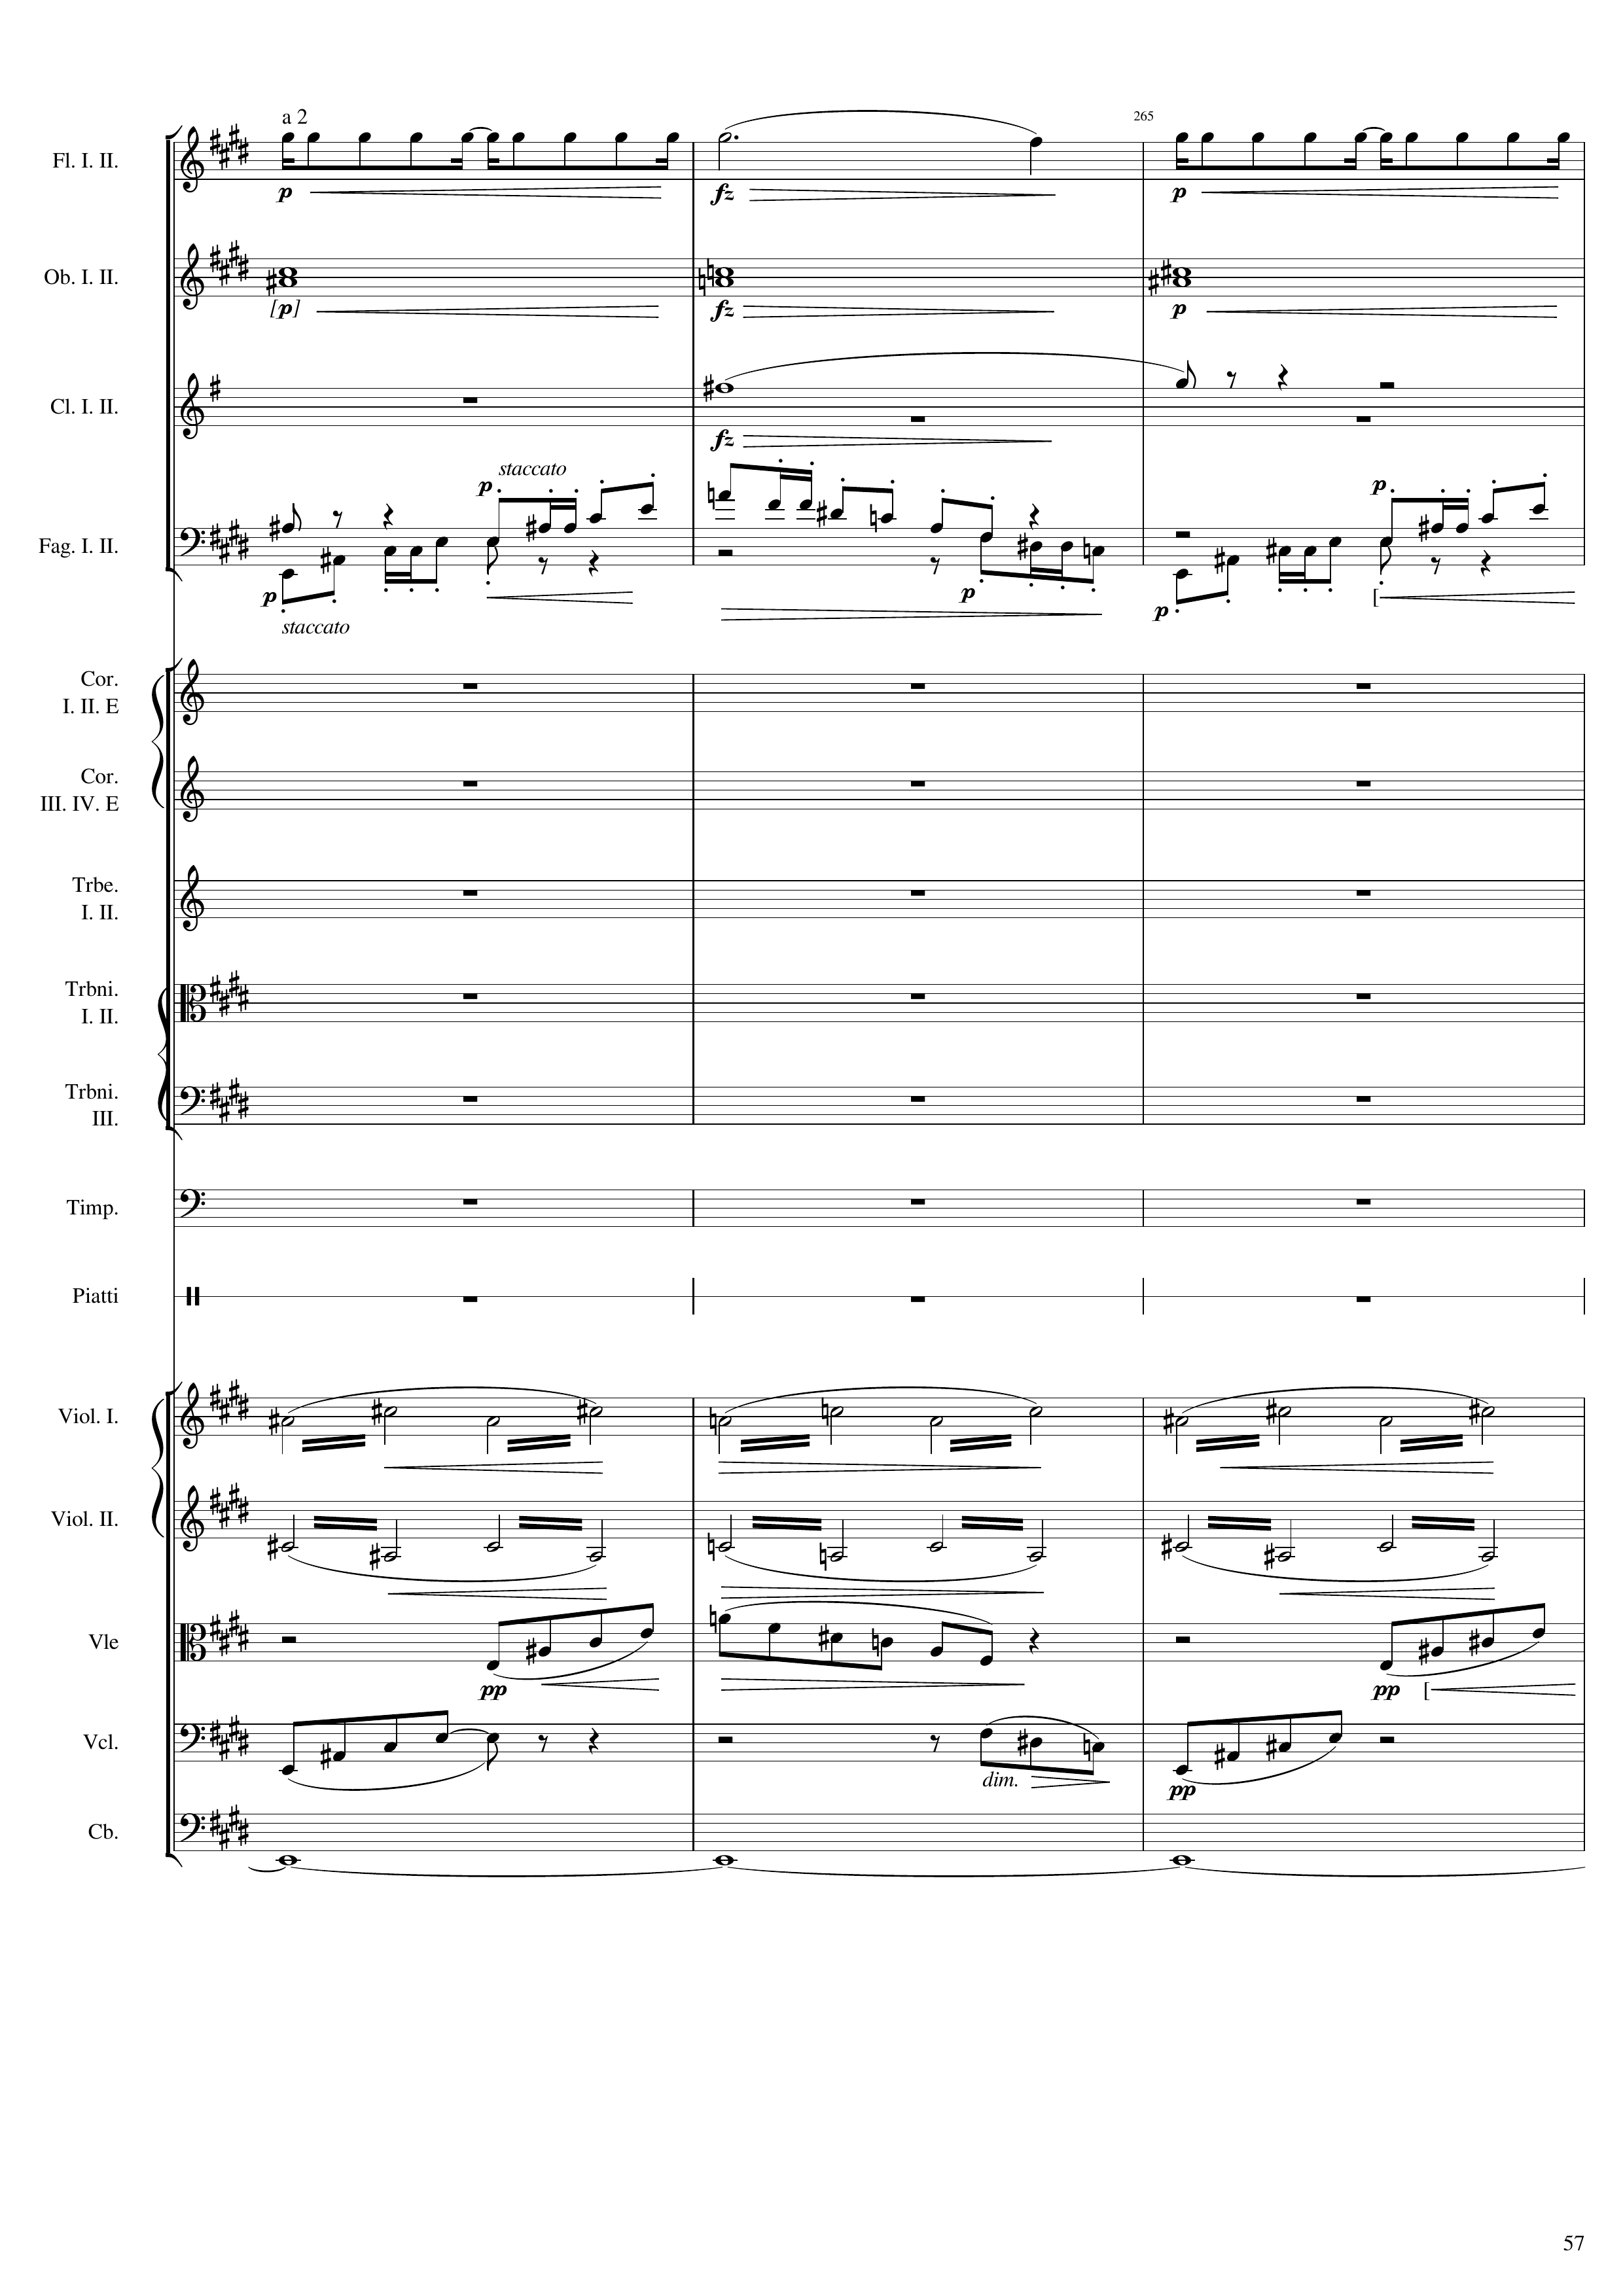 a 2
265
Fl. I. II.
p
fz
p
Ob. I. II.
[p]
fz
p
Cl. I. II.
fz
staccato
p
p
Fag. I. II.
p
p
p
[
staccato
Cor.
I. II. E
Cor.
III. IV. E
Trbe.
I. II.
Trbni.
I. II.
Trbni.
III.
Timp.
Piatti
Viol. I.
Viol. II.
Vle
pp
pp
[
Vcl.
dim.
pp
Cb.
57